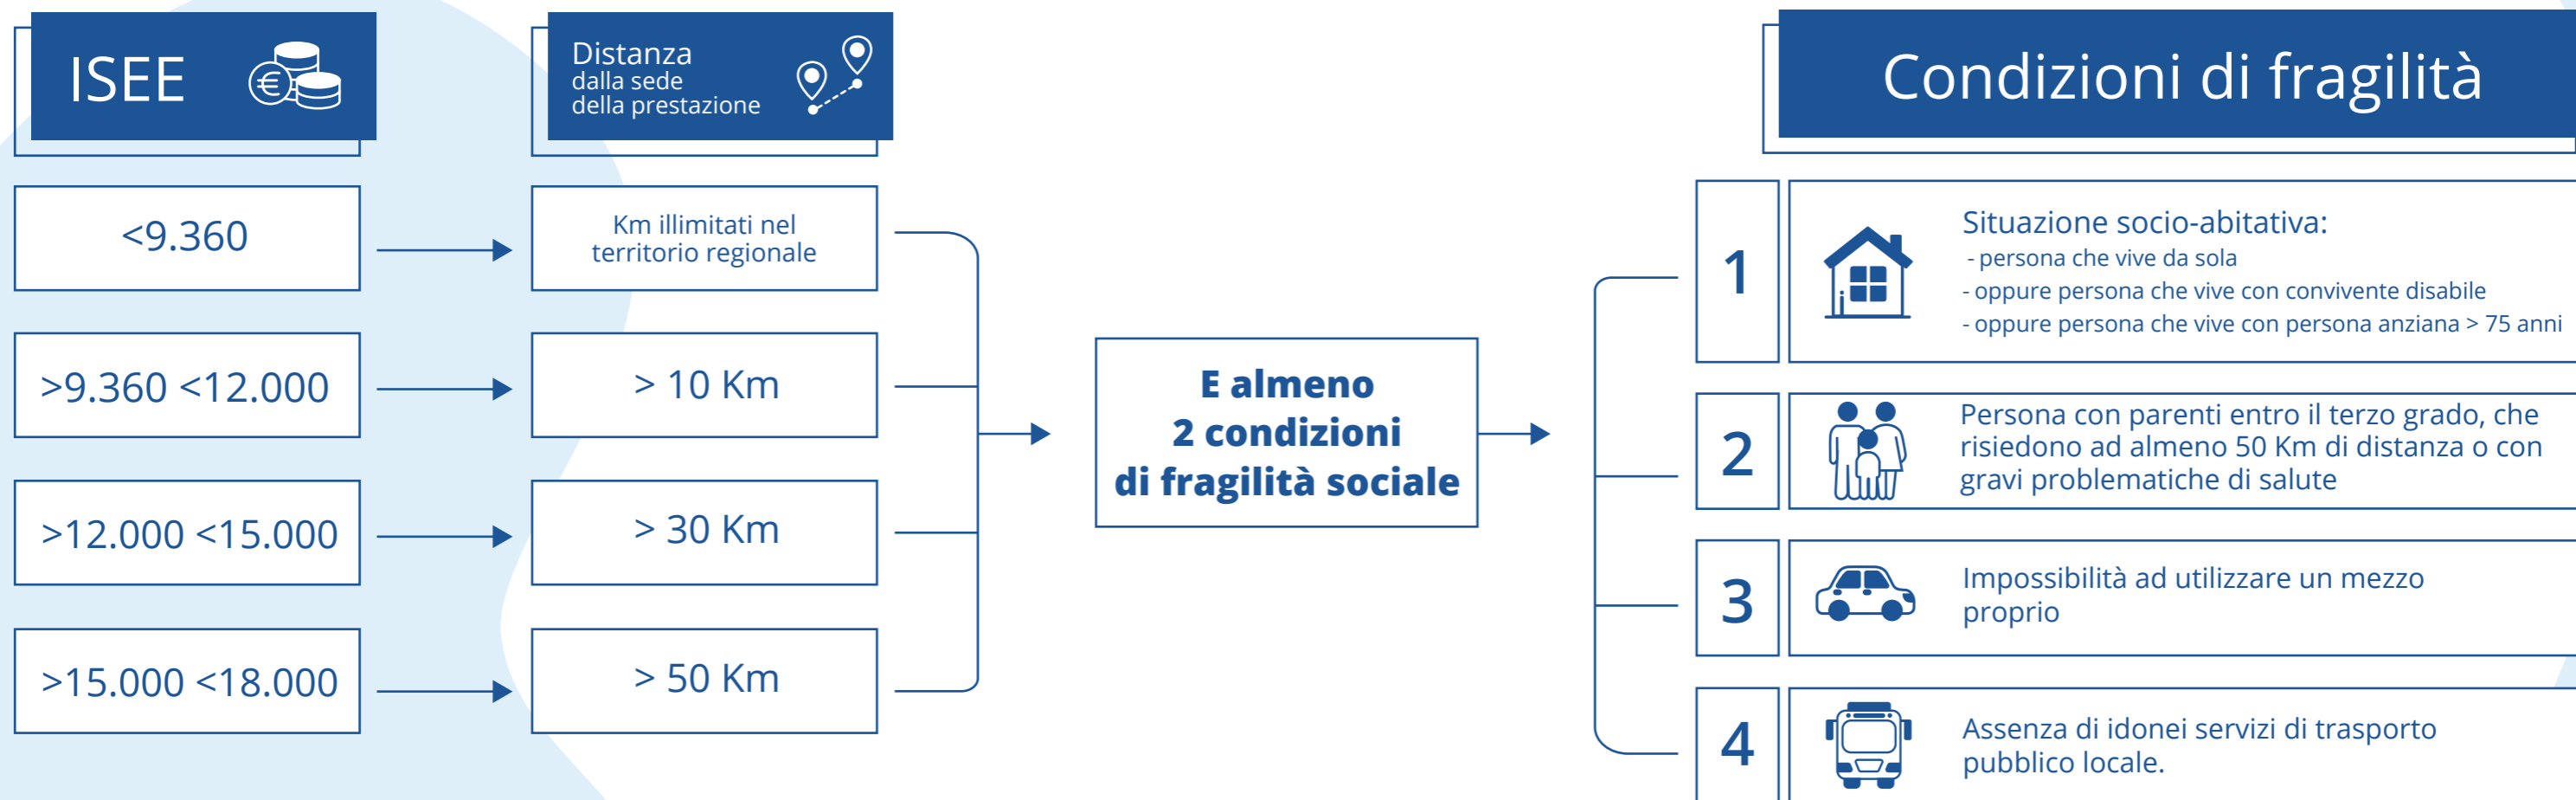 ISEE
Distanza
dalla sede
della prestazione
<9.360
Km illimitati nel
territorio regionale
>9.360 <12.000
> 10 Km
>12.000 <15.000
> 30 Km
>15.000 <18.000
> 50 Km
E almeno
2 condizioni
di fragilità sociale
Condizioni di fragilità
1
Situazione socio-abitativa:
- persona che vive da sola
- oppure persona che vive con convivente disabile
- oppure persona che vive con persona anziana > 75 anni
2
Persona con parenti entro il terzo grado, che
risiedono ad almeno 50 Km di distanza o con
gravi problematiche di salute
3
Impossibilità ad utilizzare un mezzo
proprio
4
Assenza di idonei servizi di trasporto
pubblico locale.